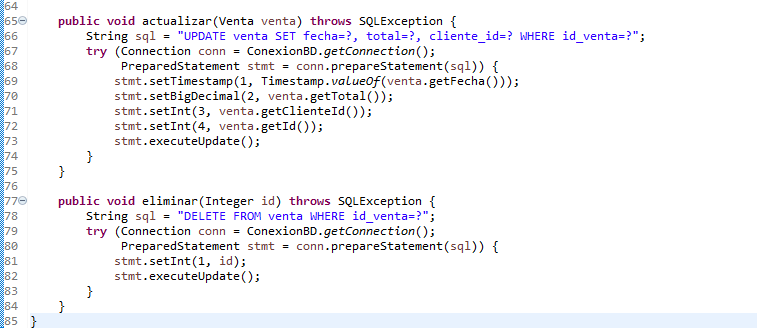 64
65    public void actualizar(Venta venta) throws SQLException {
66        String sql = "UPDATE venta SET fecha=?, total=?, cliente_id=? WHERE id_venta=?";
67        try (Connection conn = ConexionBD.getConnection();
68             PreparedStatement stmt = conn.prepareStatement(sql)) {
69            stmt.setTimestamp(1, Timestamp.valueOf(venta.getFecha()));
70            stmt.setBigDecimal(2, venta.getTotal());
71            stmt.setInt(3, venta.getClienteId());
72            stmt.setInt(4, venta.getId());
73            stmt.executeUpdate();
74        }
75    }
76
77    public void eliminar(Integer id) throws SQLException {
78        String sql = "DELETE FROM venta WHERE id_venta=?";
79        try (Connection conn = ConexionBD.getConnection();
80             PreparedStatement stmt = conn.prepareStatement(sql)) {
81            stmt.setInt(1, id);
82            stmt.executeUpdate();
83        }
84    }
85 }